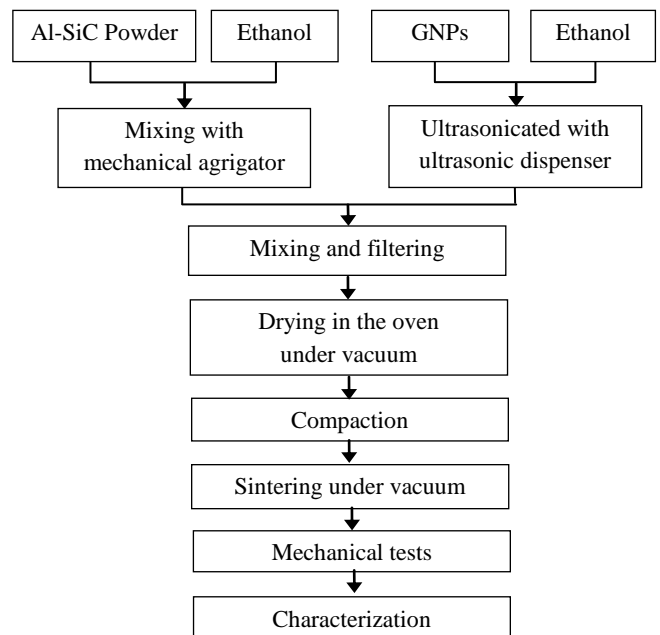 Al-SiC Powder
Ethanol
GNPs
Ethanol
Mixing with
mechanical agrigator
Ultrasonicated with
ultrasonic dispenser
Mixing and filtering
Drying in the oven
under vacuum
Compaction
Sintering under vacuum
Mechanical tests
Characterization